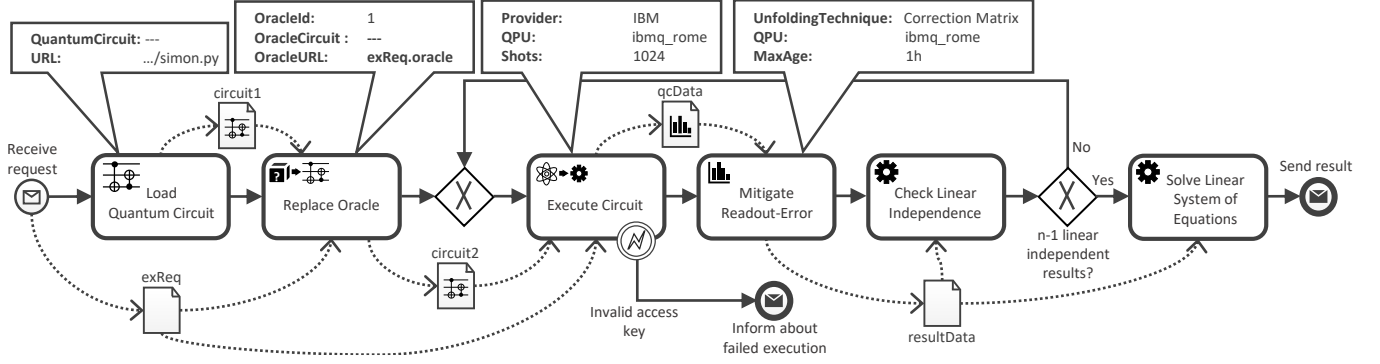 QuantumCircuit: ---
URL: .../simon.py
OracleId: 1
OracleCircuit : ---
OracleURL: exReq.oracle
Provider: IBM
QPU: ibmq_rome
Shots: 1024
UnfoldingTechnique: Correction Matrix
QPU: ibmq_rome
MaxAge: 1h
circuit1
qcData
Receive
request
Load
Quantum Circuit
?
Replace Oracle
X
Execute Circuit
Mitigate
Readout-Error
Check Linear
Independence
No
X
Yes
n-1 linear
independent
results?
Solve Linear
System of
Equations
Send result
exReq
circuit2
Invalid access
key
Inform about
failed execution
resultData